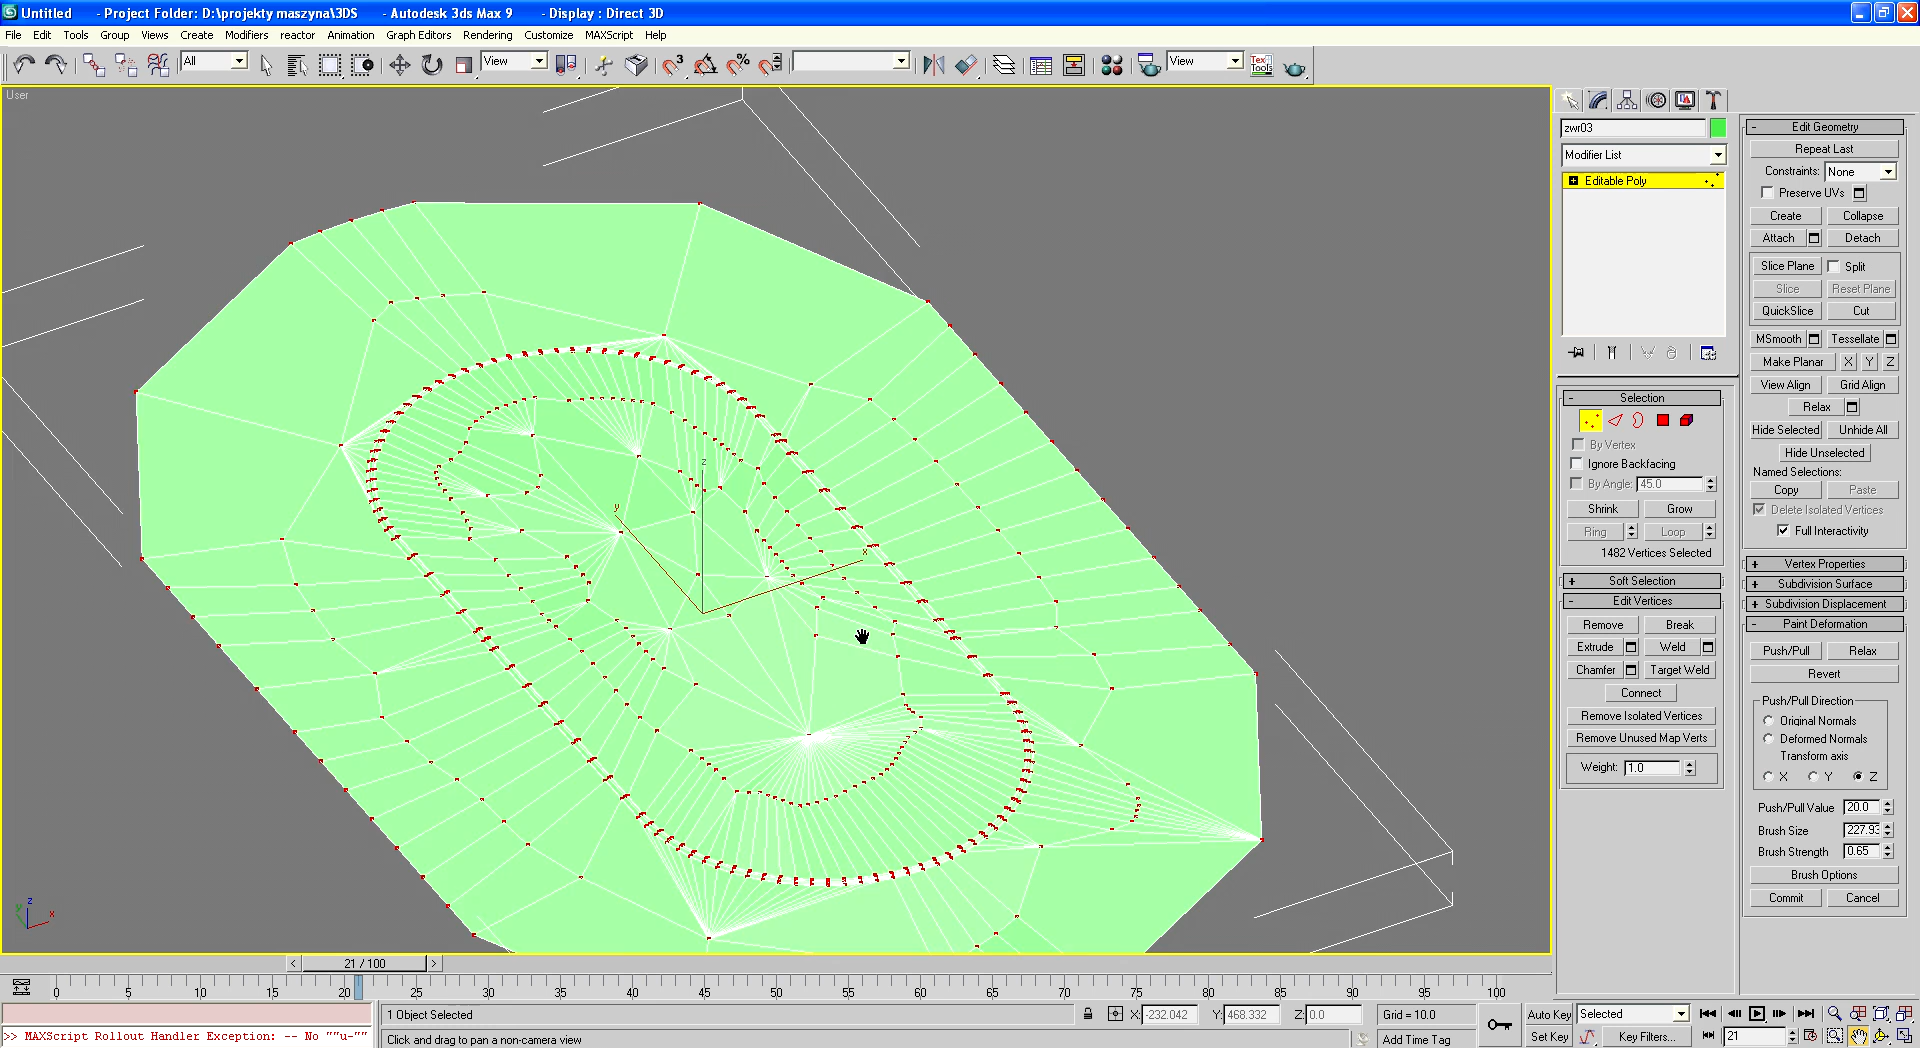 Untitled - Project Folder: D:\projekty maszyna\3DS - Autodesk 3ds Max 9 - Display : Direct 3D
File Edit Tools Group Views Create Modifiers reactor Animation Graph Editors Rendering Customize MAXScript Help
All View 3 % View Tex Tools
User
zwr03
Modifier List
Editable Poly
Selection
By Vertex
Ignore Backfacing
By Angle: 45.0
Shrink Grow
Ring Loop
1482 Vertices Selected
+ Soft Selection
- Edit Vertices
Remove Break
Extrude Weld
Chamfer Target Weld
Connect
Remove Isolated Vertices
Remove Unused Map Verts
Weight: 1.0
- Edit Geometry
Repeat Last
Constraints: None
Preserve UVs
Create Collapse
Attach Detach
Slice Plane Split
Slice Reset Plane
QuickSlice Cut
MSmooth Tessellate
Make Planar X Y Z
View Align Grid Align
Relax
Hide Selected Unhide All
Hide Unselected
Named Selections:
Copy Paste
Delete Isolated Vertices
Full Interactivity
+ Vertex Properties
+ Subdivision Surface
+ Subdivision Displacement
- Paint Deformation
Push/Pull Relax
Revert
Push/Pull Direction
Original Normals
Deformed Normals
Transform axis
X Y Z
Push/Pull Value 20.0
Brush Size 227.93
Brush Strength 0.65
Brush Options
Commit Cancel
z
y
x
z
y x
< 21 / 100 >
0 5 10 15 20 25 30 35 40 45 50 55 60 65 70 75 80 85 90 95 100
1 Object Selected X: -232.042 Y: 468.332 Z: 0.0 Grid = 10.0 Auto Key Selected
>> MAXScript Rollout Handler Exception: -- No ""u-"" Click and drag to pan a non-camera view Add Time Tag Set Key Key Filters... 21